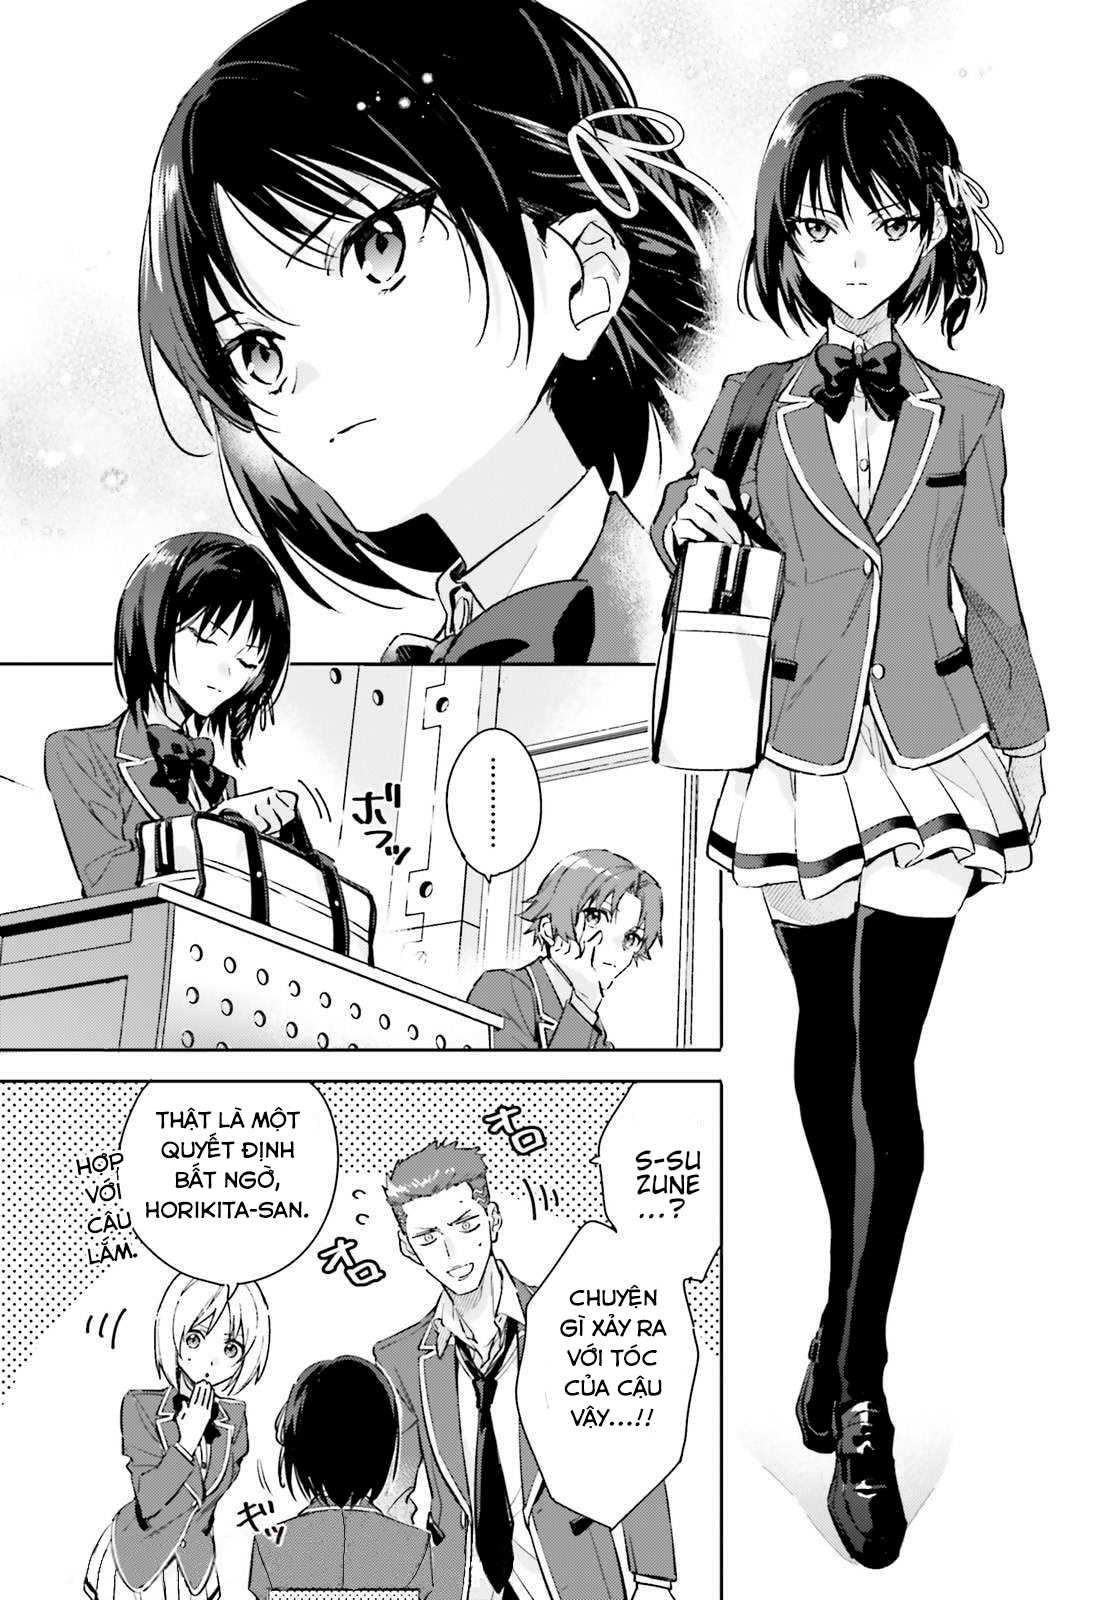 ………
ボフッ
S-SU
ZUNE
...?
CHUYỆN
GÌ XẢY RA
VỚI TÓC
CỦA CẬU
VẬY...!!
オロ
オロ
THẬT LÀ MỘT
QUYẾT ĐỊNH
BẤT NGỜ,
HORIKITA-SAN.
HỢP
VỚI
CẬU
LẮM.
キッ